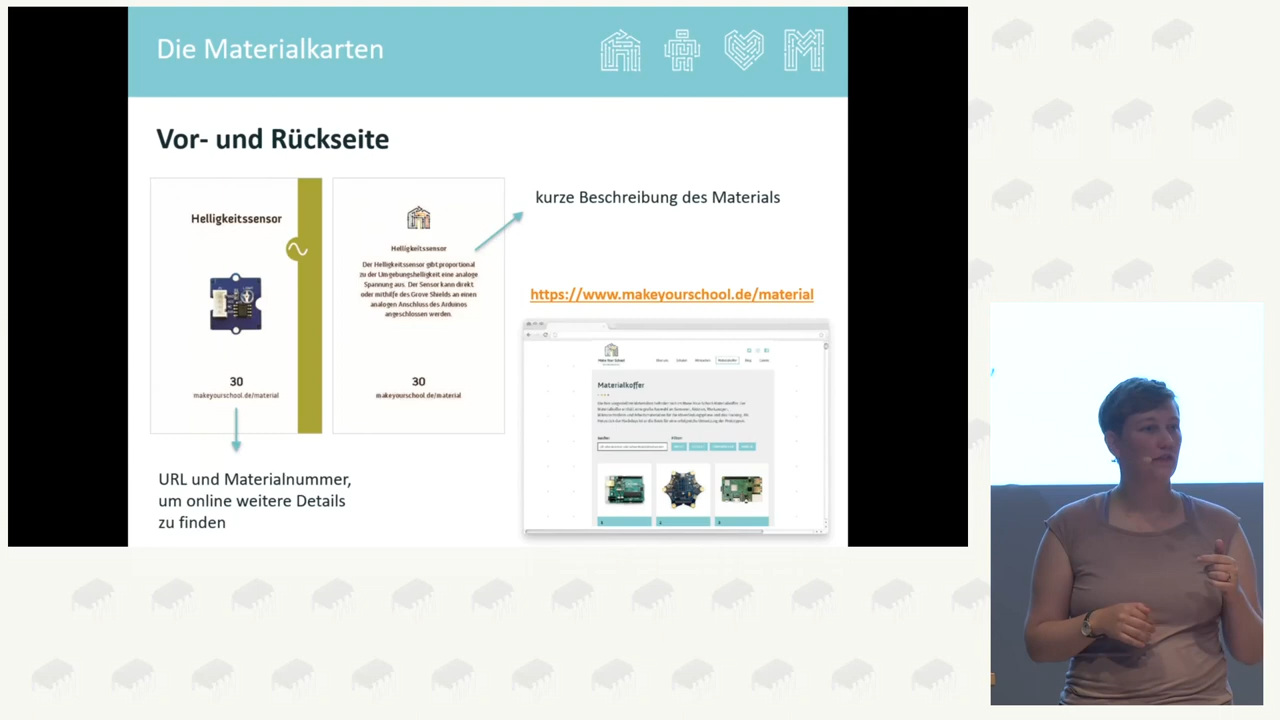 Die Materialkarten
Vor- und Rückseite
Helligkeitssensor
30
makeyourschool.de/material
Helligkeitssensor
Der Helligkeitssensor gibt proportional
zu der Umgebungshelligkeit eine analoge
Spannung aus. Der Sensor kann direkt
oder mithilfe des Grove Shields an einen
analogen Anschluss des Arduinos
angeschlossen werden.
30
makeyourschool.de/material
kurze Beschreibung des Materials
https://www.makeyourschool.de/material
Make Your School
Materialkoffer
URL und Materialnummer,
um online weitere Details
zu finden